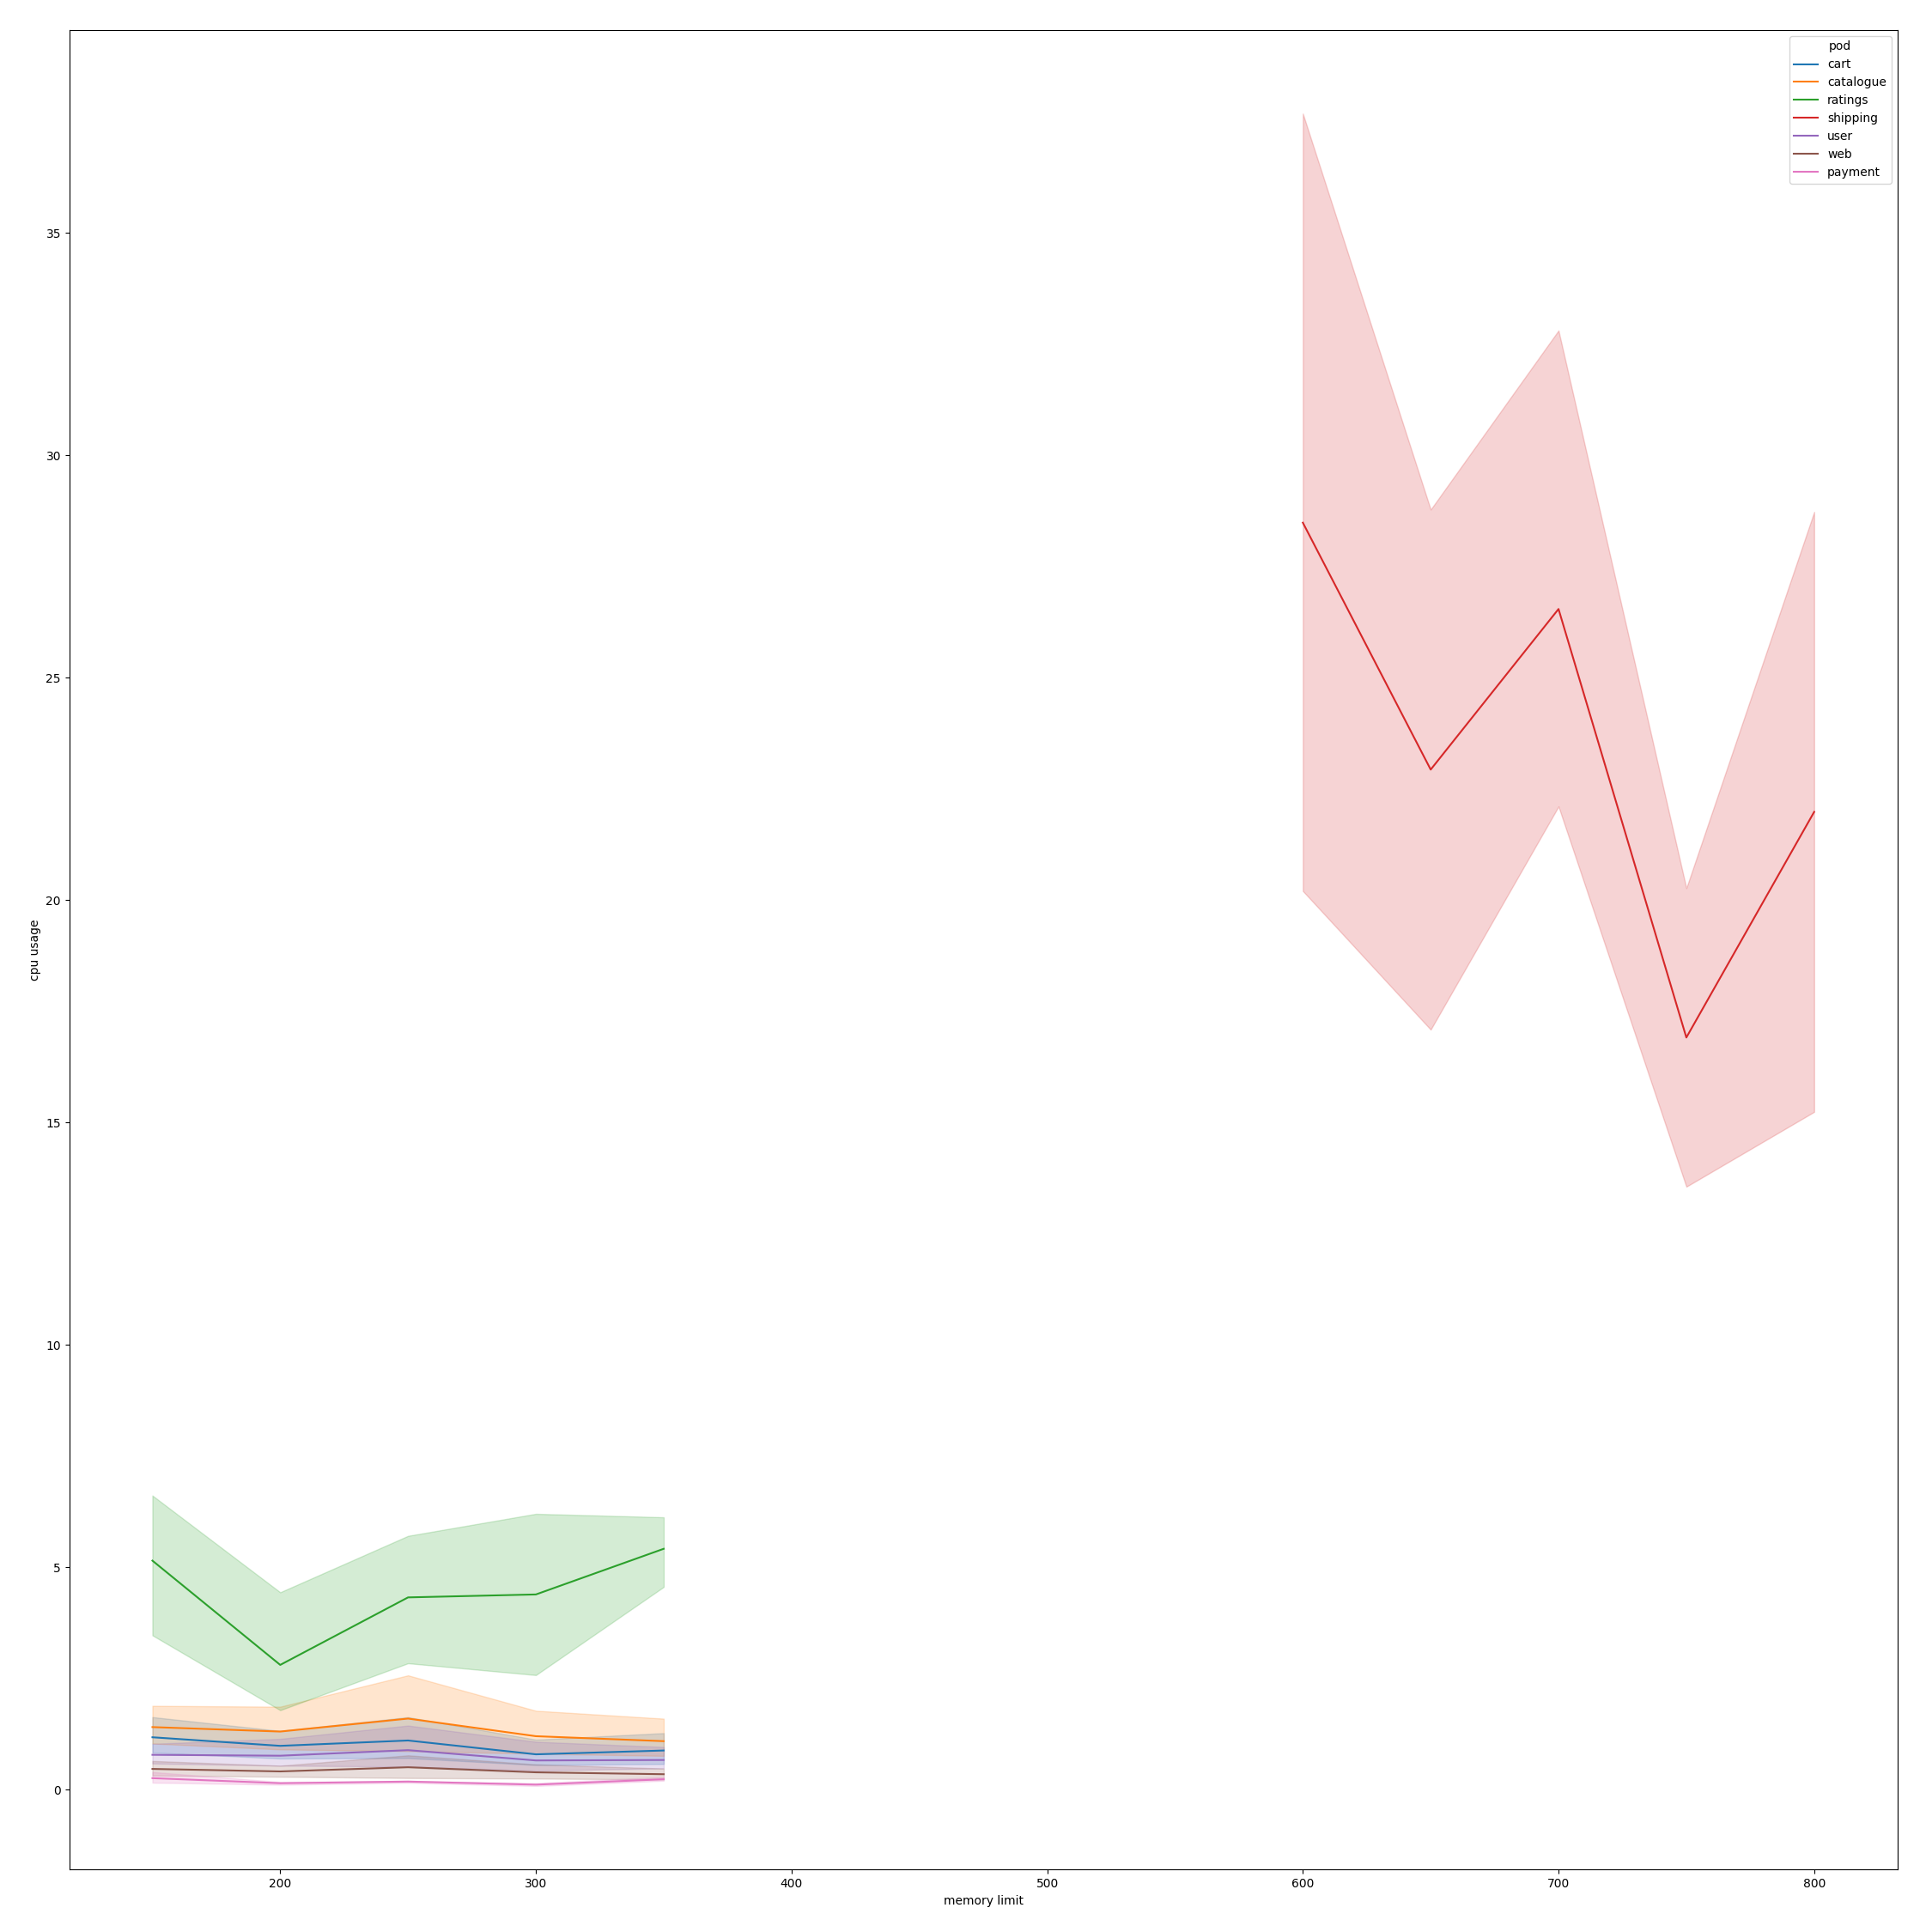 pod
cart
catalogue
ratings
shipping
user
web
payment
35
30
25
20
15
10
5
0
cpu usage
200 300 400 500 600 700 800
memory limit